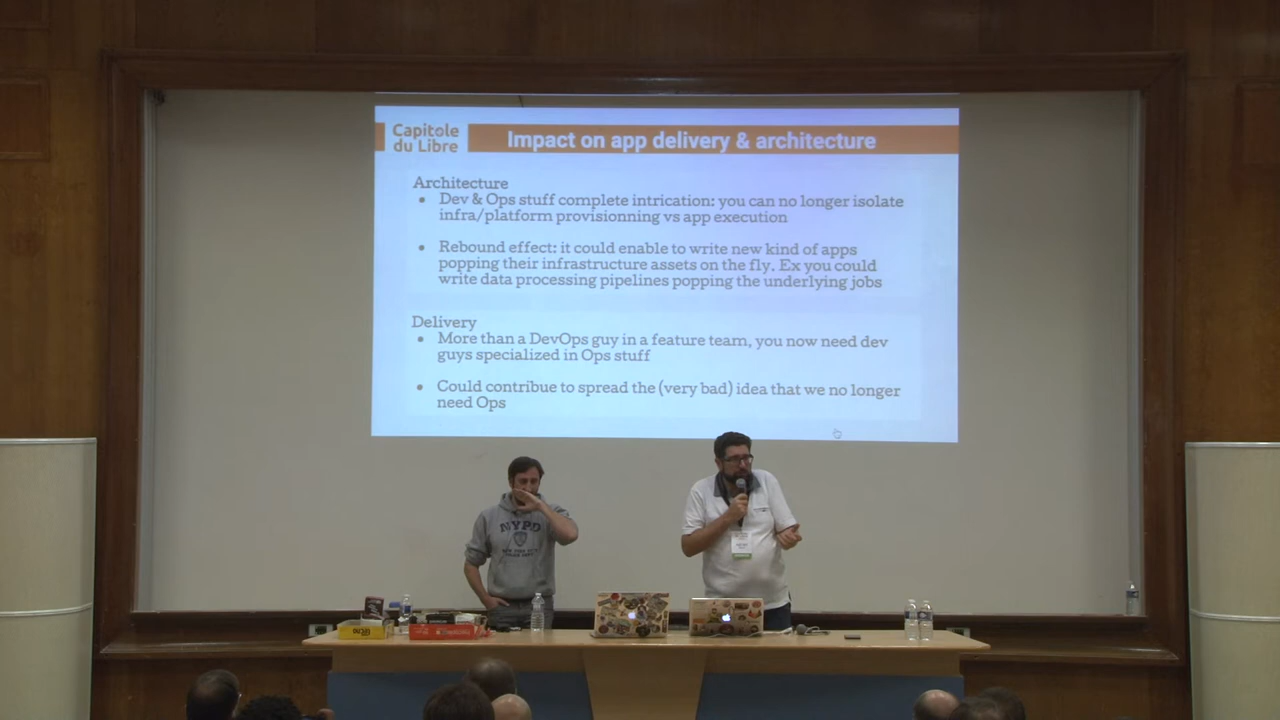 Capitole
du Libre
Impact on app delivery & architecture
Architecture
Dev & Ops stuff complete intrication: you can no longer isolate
infra/platform provisionning vs app execution
Rebound effect: it could enable to write new kind of apps
popping their infrastructure assets on the fly. Ex you could
write data processing pipelines popping the underlying jobs
Delivery
More than a DevOps guy in a feature team, you now need dev
guys specialized in Ops stuff
Could contribue to spread the (very bad) idea that we no longer
need Ops
NYPD